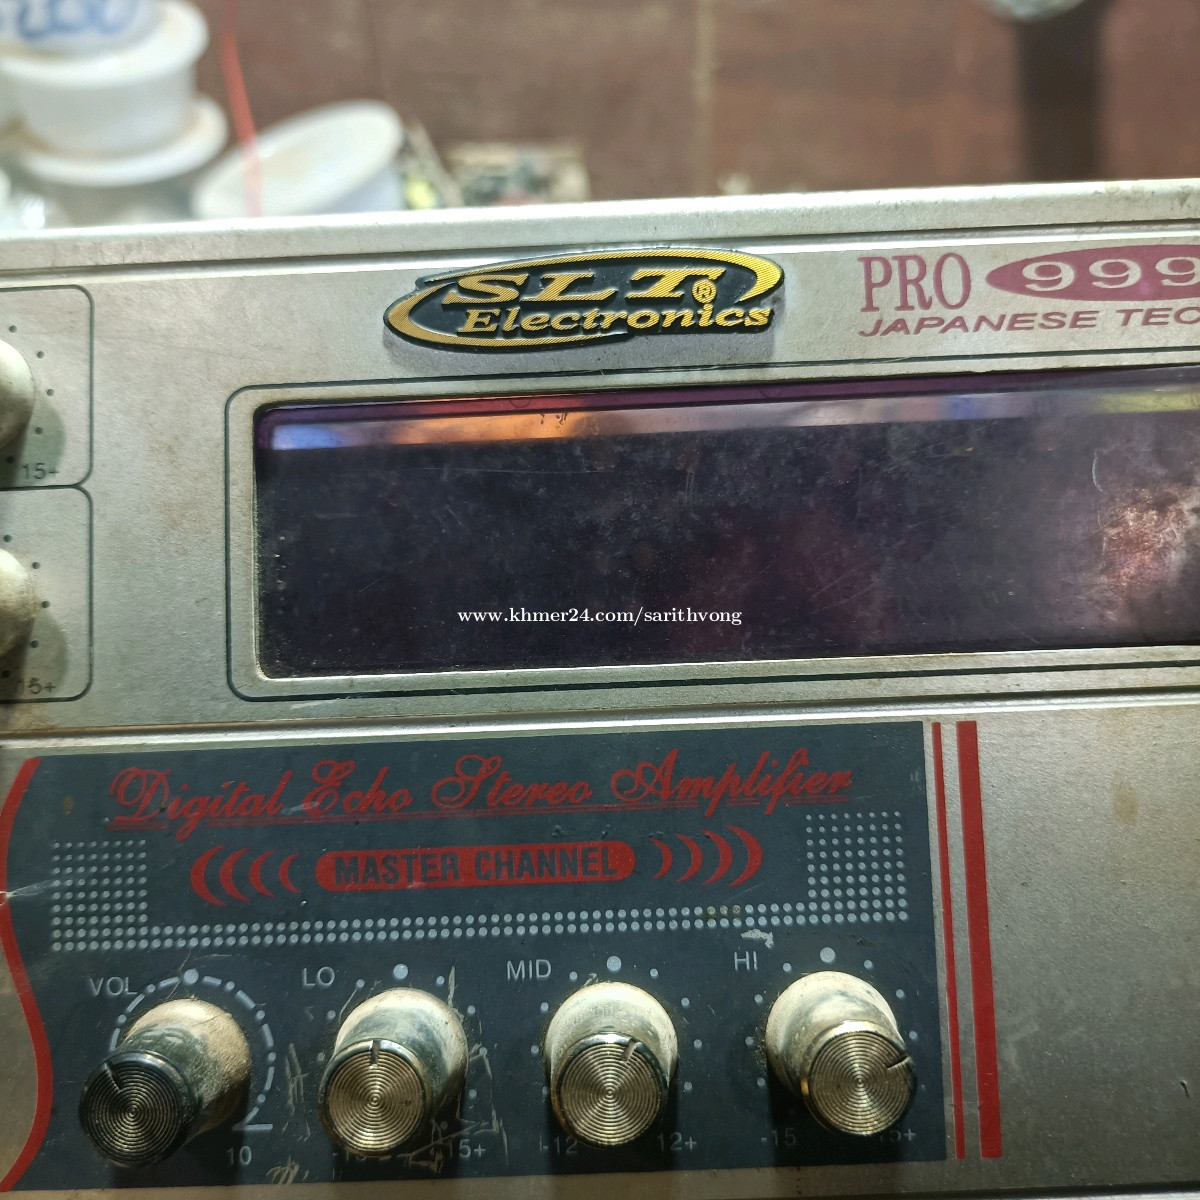 SLT®
Electronics
PRO 999
JAPANESE TEC
15+
www.khmer24.com/sarithvong
15+
Digital Echo Stereo Amplifier
MASTER CHANNEL
VOL LO MID HI
10 15+ -12 12+ -15 15+